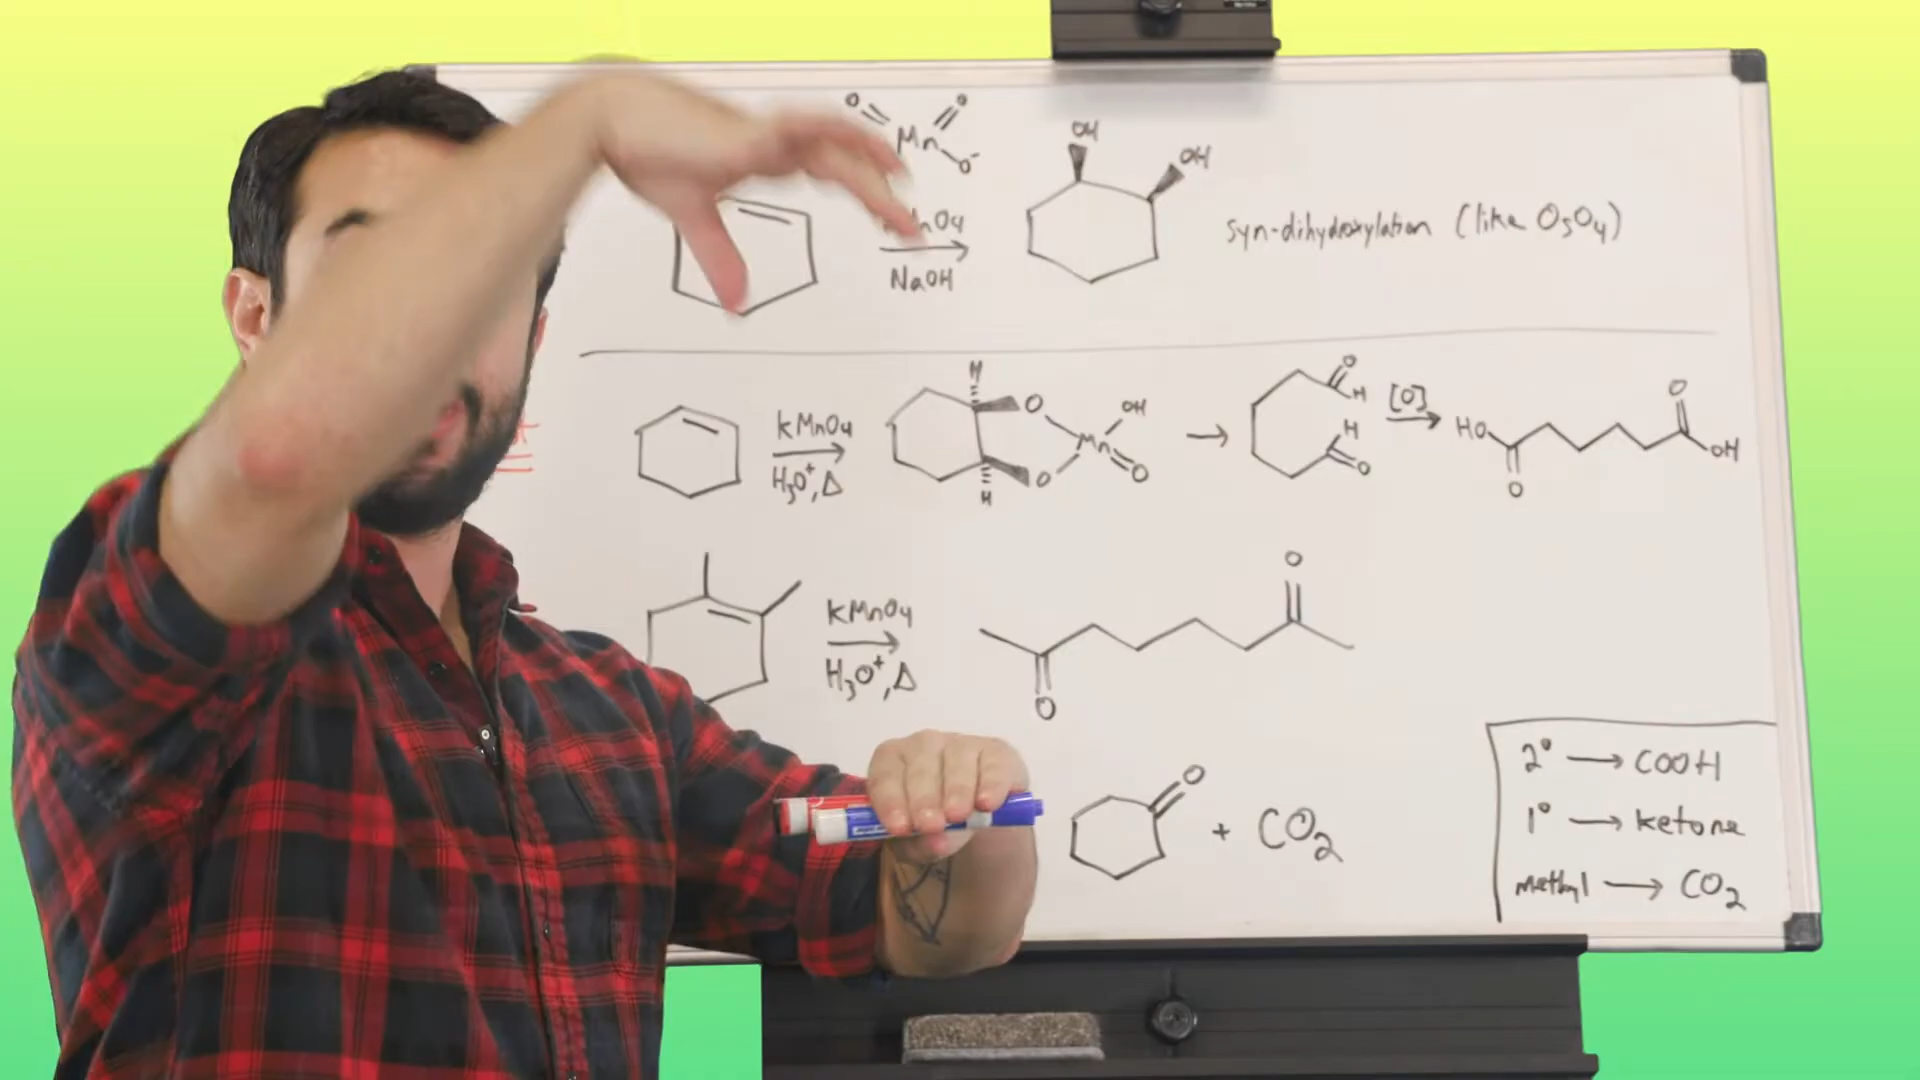 O O
Mn
O-
OH
OH
NaOH
syn-dihydroxylation (like OsO4)
H
O
OH
Mn
O
O
H
KMnO4
H3O+, Δ
O
H
H
O
[O]
HO
O
O
OH
KMnO4
H3O+, Δ
O
O
O
+ CO2
2° → COOH
1° → ketone
methyl → CO2